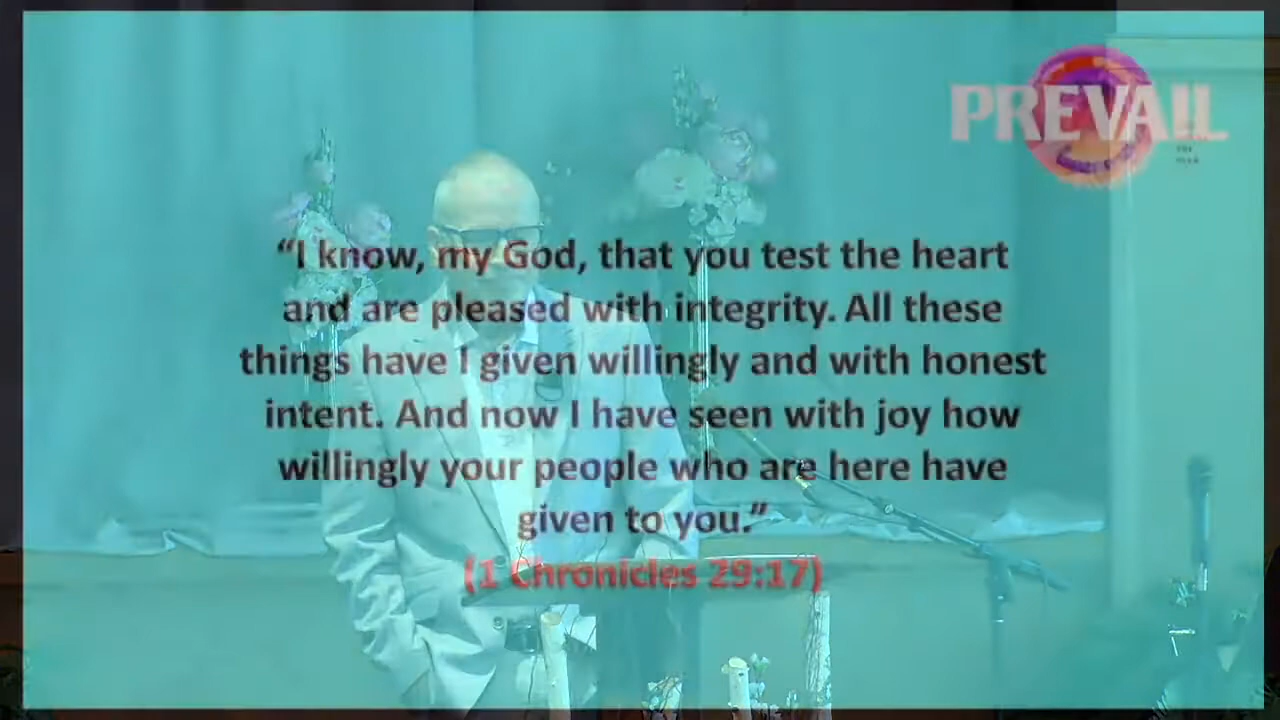 PREVAIL
“I know, my God, that you test the heart
and are pleased with integrity. All these
things have I given willingly and with honest
intent. And now I have seen with joy how
willingly your people who are here have
given to you.”
(1 Chronicles 29:17)